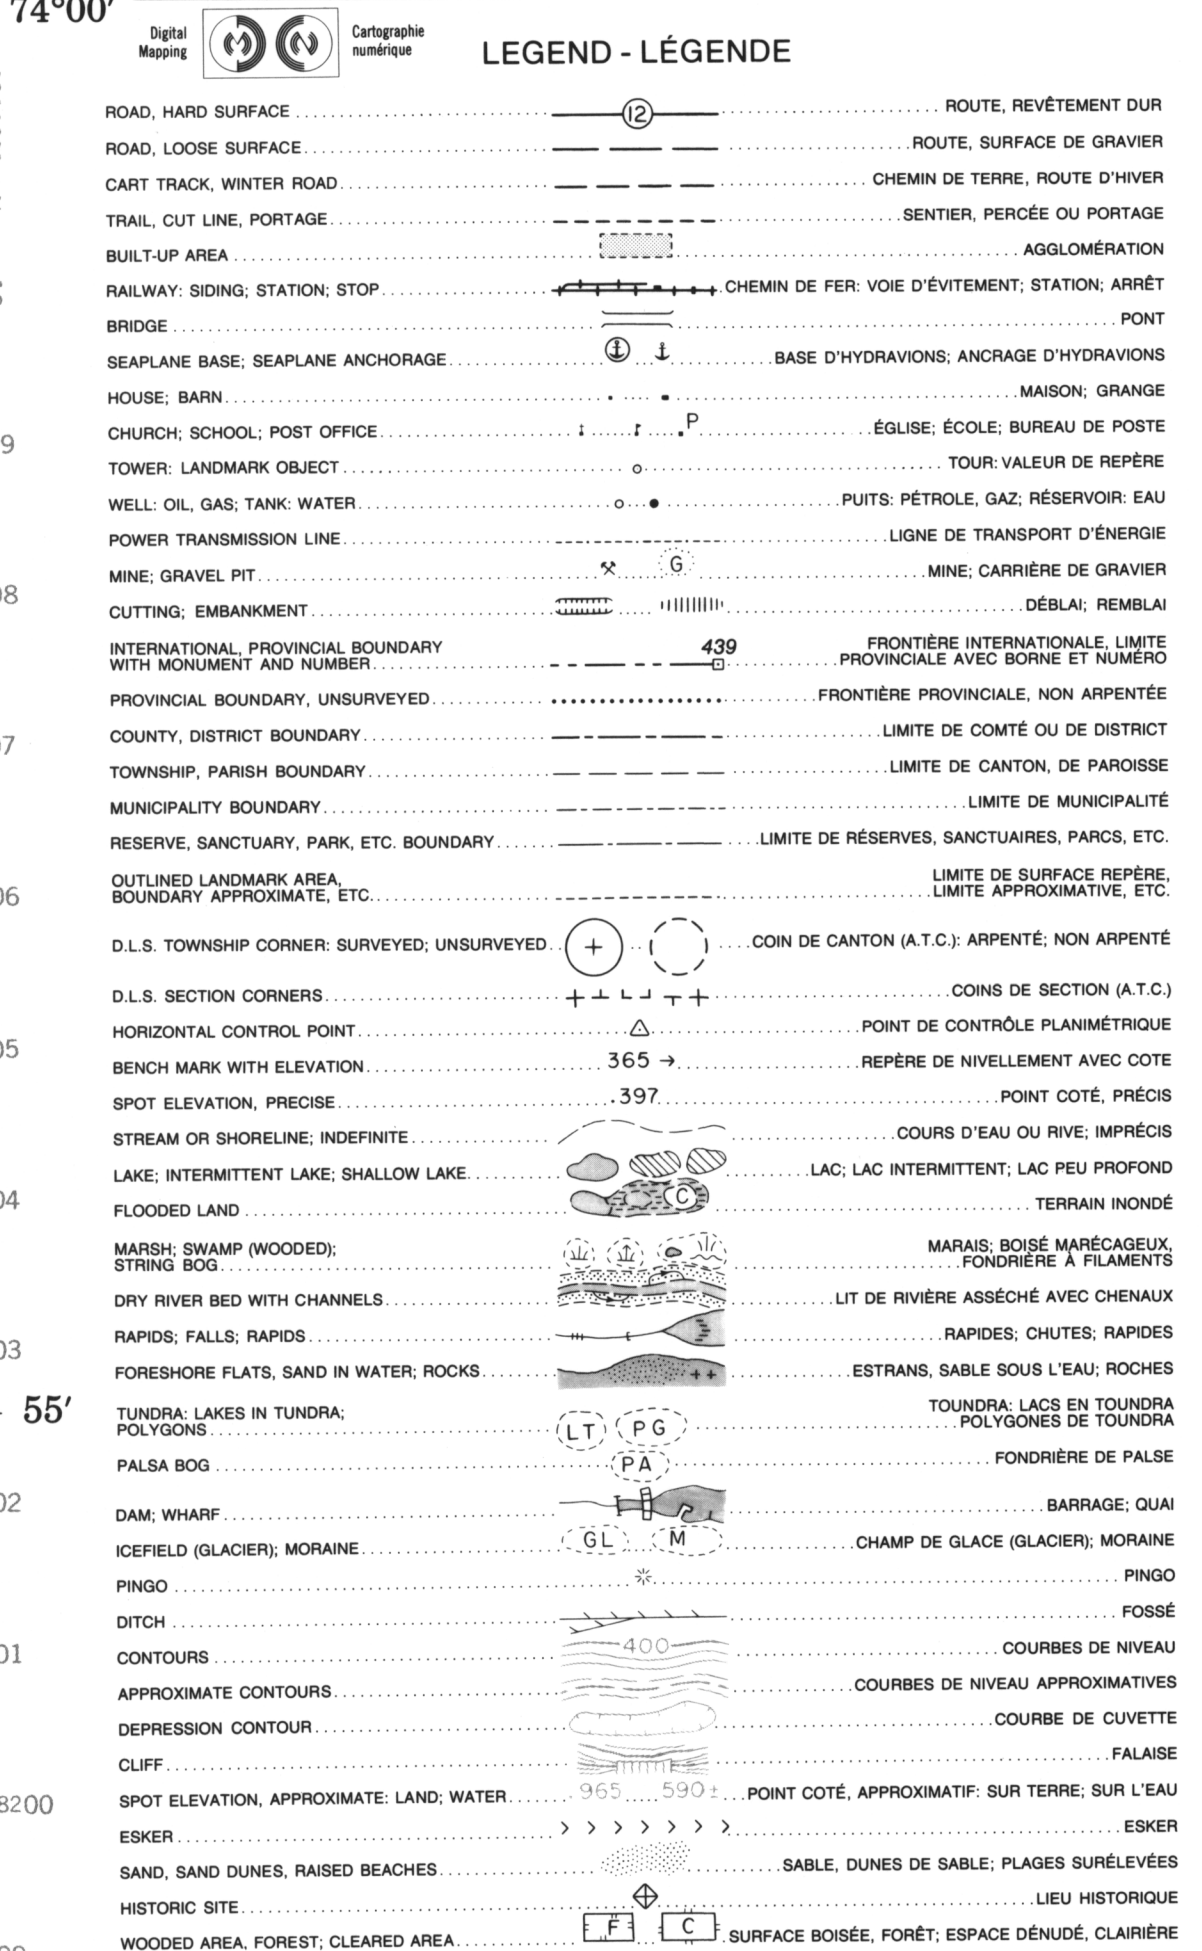 74°00′
Digital Mapping
Cartographie numérique
LEGEND - LÉGENDE
ROAD, HARD SURFACE 12 ROUTE, REVÊTEMENT DUR
ROAD, LOOSE SURFACE ROUTE, SURFACE DE GRAVIER
CART TRACK, WINTER ROAD CHEMIN DE TERRE, ROUTE D'HIVER
TRAIL, CUT LINE, PORTAGE SENTIER, PERCÉE OU PORTAGE
BUILT-UP AREA AGGLOMÉRATION
RAILWAY: SIDING; STATION; STOP CHEMIN DE FER: VOIE D'ÉVITEMENT; STATION; ARRÊT
BRIDGE PONT
SEAPLANE BASE; SEAPLANE ANCHORAGE BASE D'HYDRAVIONS; ANCRAGE D'HYDRAVIONS
HOUSE; BARN MAISON; GRANGE
CHURCH; SCHOOL; POST OFFICE P ÉGLISE; ÉCOLE; BUREAU DE POSTE
9
TOWER: LANDMARK OBJECT TOUR: VALEUR DE REPÈRE
WELL: OIL, GAS; TANK: WATER PUITS: PÉTROLE, GAZ; RÉSERVOIR: EAU
POWER TRANSMISSION LINE LIGNE DE TRANSPORT D'ÉNERGIE
MINE; GRAVEL PIT G MINE; CARRIÈRE DE GRAVIER
08
CUTTING; EMBANKMENT DÉBLAI; REMBLAI
INTERNATIONAL, PROVINCIAL BOUNDARY 439 FRONTIÈRE INTERNATIONALE, LIMITE
WITH MONUMENT AND NUMBER PROVINCIALE AVEC BORNE ET NUMÉRO
PROVINCIAL BOUNDARY, UNSURVEYED FRONTIÈRE PROVINCIALE, NON ARPENTÉE
COUNTY, DISTRICT BOUNDARY LIMITE DE COMTÉ OU DE DISTRICT
07
TOWNSHIP, PARISH BOUNDARY LIMITE DE CANTON, DE PAROISSE
MUNICIPALITY BOUNDARY LIMITE DE MUNICIPALITÉ
RESERVE, SANCTUARY, PARK, ETC. BOUNDARY LIMITE DE RÉSERVES, SANCTUAIRES, PARCS, ETC.
OUTLINED LANDMARK AREA, LIMITE DE SURFACE REPÈRE,
BOUNDARY APPROXIMATE, ETC. LIMITE APPROXIMATIVE, ETC.
06
D.L.S. TOWNSHIP CORNER: SURVEYED; UNSURVEYED COIN DE CANTON (A.T.C.): ARPENTÉ; NON ARPENTÉ
D.L.S. SECTION CORNERS COINS DE SECTION (A.T.C.)
HORIZONTAL CONTROL POINT POINT DE CONTRÔLE PLANIMÉTRIQUE
05
BENCH MARK WITH ELEVATION 365 → REPÈRE DE NIVELLEMENT AVEC COTE
SPOT ELEVATION, PRECISE .397 POINT COTÉ, PRÉCIS
STREAM OR SHORELINE; INDEFINITE COURS D'EAU OU RIVE; IMPRÉCIS
LAKE; INTERMITTENT LAKE; SHALLOW LAKE LAC; LAC INTERMITTENT; LAC PEU PROFOND
04
FLOODED LAND C TERRAIN INONDÉ
MARSH; SWAMP (WOODED); MARAIS; BOISÉ MARÉCAGEUX,
STRING BOG FONDRIÈRE À FILAMENTS
DRY RIVER BED WITH CHANNELS LIT DE RIVIÈRE ASSÉCHÉ AVEC CHENAUX
RAPIDS; FALLS; RAPIDS RAPIDES; CHUTES; RAPIDES
03
FORESHORE FLATS, SAND IN WATER; ROCKS ESTRANS, SABLE SOUS L'EAU; ROCHES
55′
TUNDRA: LAKES IN TUNDRA; TOUNDRA: LACS EN TOUNDRA
POLYGONS LT PG POLYGONES DE TOUNDRA
PALSA BOG PA FONDRIÈRE DE PALSE
02
DAM; WHARF BARRAGE; QUAI
ICEFIELD (GLACIER); MORAINE GL M CHAMP DE GLACE (GLACIER); MORAINE
PINGO PINGO
DITCH FOSSÉ
01
CONTOURS 400 COURBES DE NIVEAU
APPROXIMATE CONTOURS COURBES DE NIVEAU APPROXIMATIVES
DEPRESSION CONTOUR COURBE DE CUVETTE
CLIFF FALAISE
8200
SPOT ELEVATION, APPROXIMATE: LAND; WATER .965 590± POINT COTÉ, APPROXIMATIF: SUR TERRE; SUR L'EAU
ESKER ESKER
SAND, SAND DUNES, RAISED BEACHES SABLE, DUNES DE SABLE; PLAGES SURÉLEVÉES
HISTORIC SITE LIEU HISTORIQUE
WOODED AREA, FOREST; CLEARED AREA F C SURFACE BOISÉE, FORÊT; ESPACE DÉNUDÉ, CLAIRIÈRE